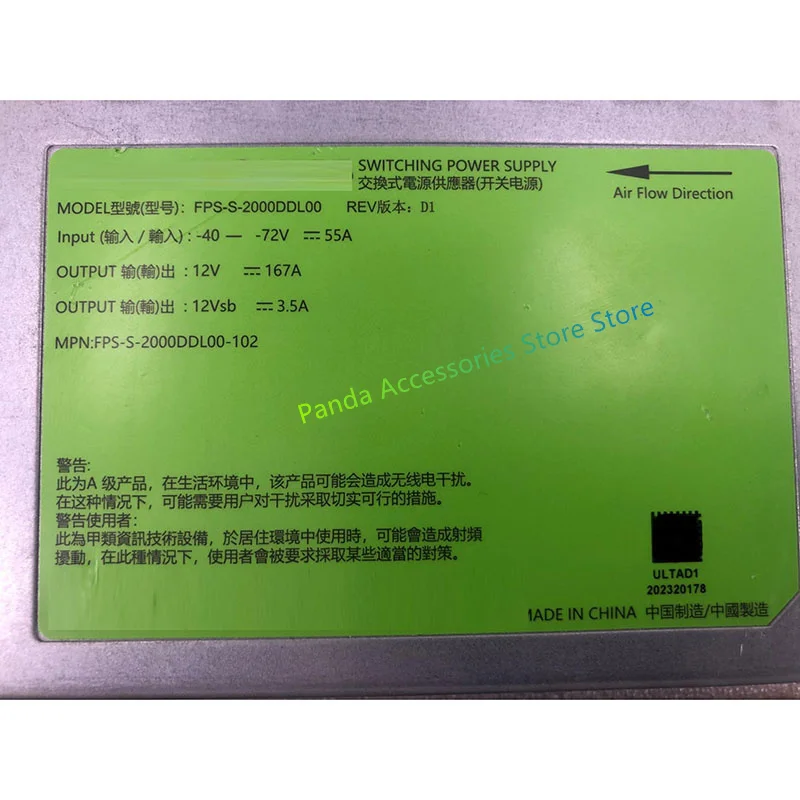 SWITCHING POWER SUPPLY
交換式電源供應器(开关电源)
Air Flow Direction
MODEL型號(型号): FPS-S-2000DDL00 REV版本: D1
Input (输入 / 輸入) : -40 — -72V ⎓ 55A
OUTPUT 输(輸)出 : 12V ⎓ 167A
OUTPUT 输(輸)出 : 12Vsb ⎓ 3.5A
MPN:FPS-S-2000DDL00-102
Panda Accessories Store Store
警告:
此为A 级产品，在生活环境中，该产品可能会造成无线电干扰。
在这种情况下，可能需要用户对干扰采取切实可行的措施。
警告使用者:
此為甲類資訊技術設備，於居住環境中使用時，可能會造成射頻
擾動，在此種情況下，使用者會被要求採取某些適當的對策。
ULTAD1
202320178
MADE IN CHINA 中国制造/中國製造